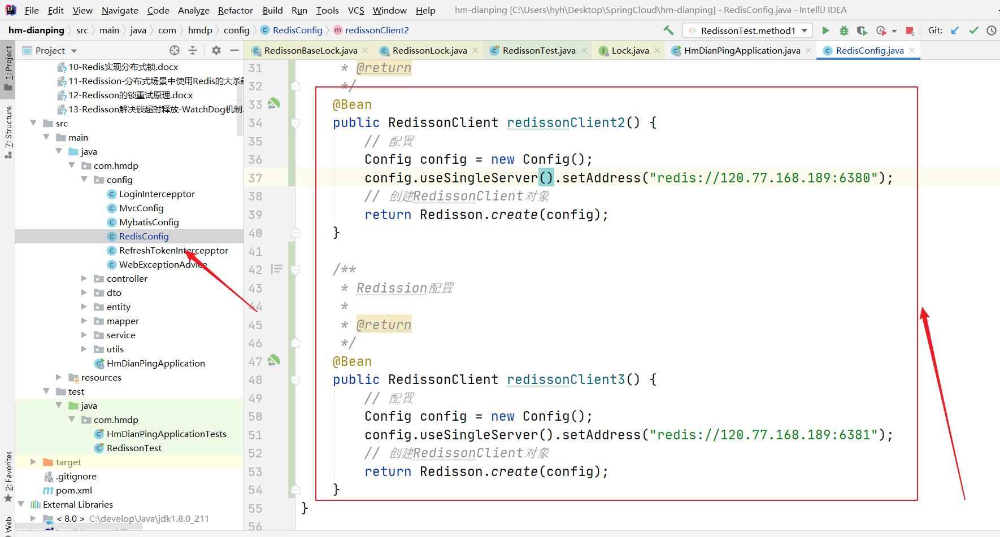 File Edit View Navigate Code Analyze Refactor Build Run Tools VCS Window Help hm-dianping [C:\Users\hyh\Desktop\SpringCloud\hm-dianping] - RedisConfig.java - IntelliJ IDEA
hm-dianping src main java com hmdp config RedisConfig redissonClient2 RedissonTest.method1 Git:
Project RedissonBaseLock.java RedissonLock.java RedissonTest.java Lock.java HmDianPingApplication.java RedisConfig.java
1: Project
7: Structure
2: Favorites
Web
10-Redis实现分布式锁.docx
11-Redission-分布式场景中使用Redis的大杀器
12-Redisson的锁重试原理.docx
13-Redisson解决锁超时释放-WatchDog机制.
src
main
java
com.hmdp
config
LoginIntercepptor
MvcConfig
MybatisConfig
RedisConfig
RefreshTokenIntercepptor
WebExceptionAdvice
controller
dto
entity
mapper
service
utils
HmDianPingApplication
resources
test
java
com.hmdp
HmDianPingApplicationTests
RedissonTest
target
.gitignore
pom.xml
External Libraries
< 8.0 > C:\develop\Java\jdk1.8.0_211
31 * @return
32 */
33 @Bean
34 public RedissonClient redissonClient2() {
35 // 配置
36 Config config = new Config();
37 config.useSingleServer().setAddress("redis://120.77.168.189:6380");
38 // 创建RedissonClient对象
39 return Redisson.create(config);
40 }
41
42 /**
43 * Redission配置
44 *
45 * @return
46 */
47 @Bean
48 public RedissonClient redissonClient3() {
49 // 配置
50 Config config = new Config();
51 config.useSingleServer().setAddress("redis://120.77.168.189:6381");
52 // 创建RedissonClient对象
53 return Redisson.create(config);
54 }
55 }
56